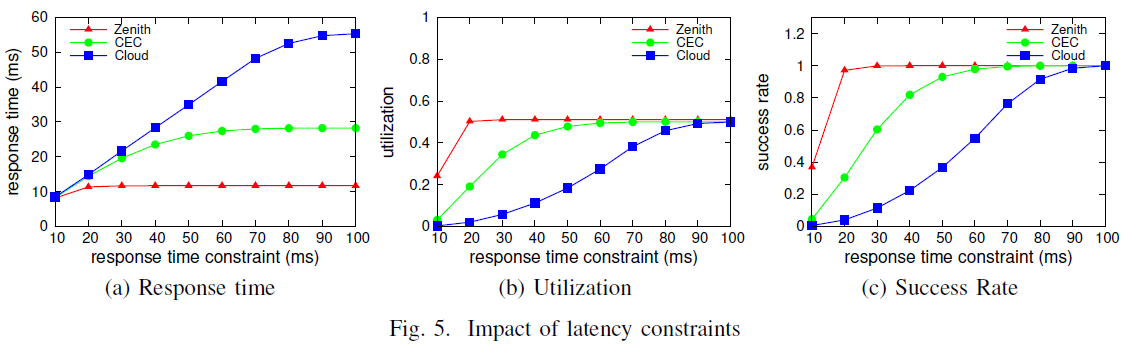 60
50
40
30
20
10
0
response time (ms)
Zenith
CEC
Cloud
10 20 30 40 50 60 70 80 90 100
response time constraint (ms)
(a) Response time
1
0.8
0.6
0.4
0.2
0
utilization
Zenith
CEC
Cloud
10 20 30 40 50 60 70 80 90 100
response time constraint (ms)
(b) Utilization
1.2
1
0.8
0.6
0.4
0.2
0
success rate
Zenith
CEC
Cloud
10 20 30 40 50 60 70 80 90 100
response time constraint (ms)
(c) Success Rate
Fig. 5. Impact of latency constraints